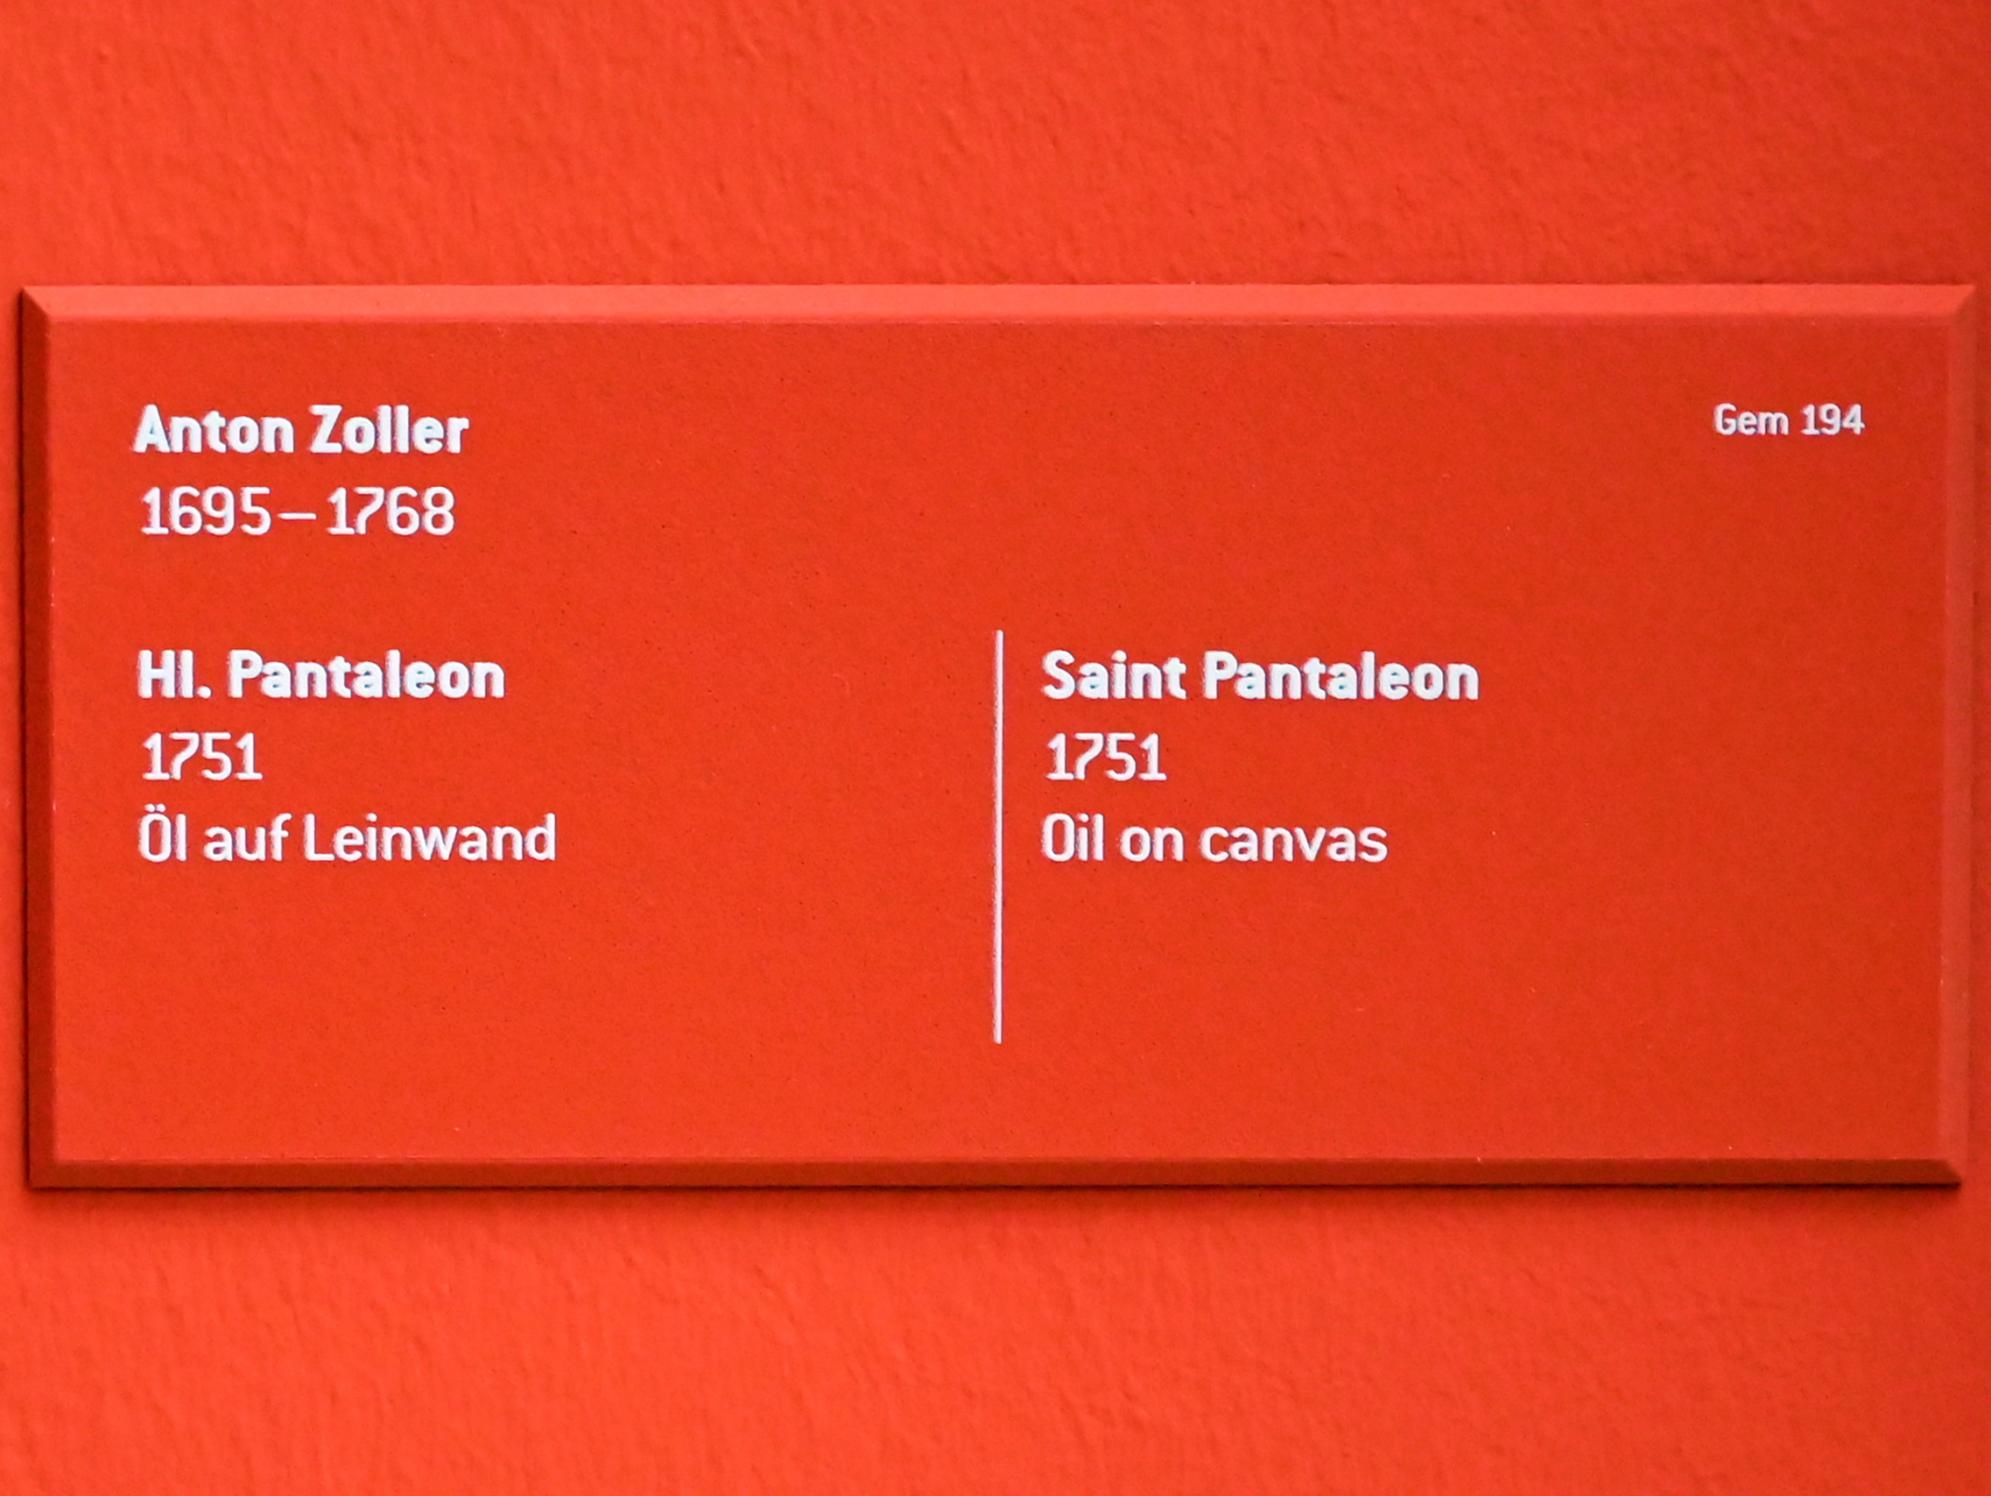 Anton Zoller
Gem 194
1695 – 1768
Hl. Pantaleon
1751
Öl auf Leinwand
Saint Pantaleon
1751
Oil on canvas